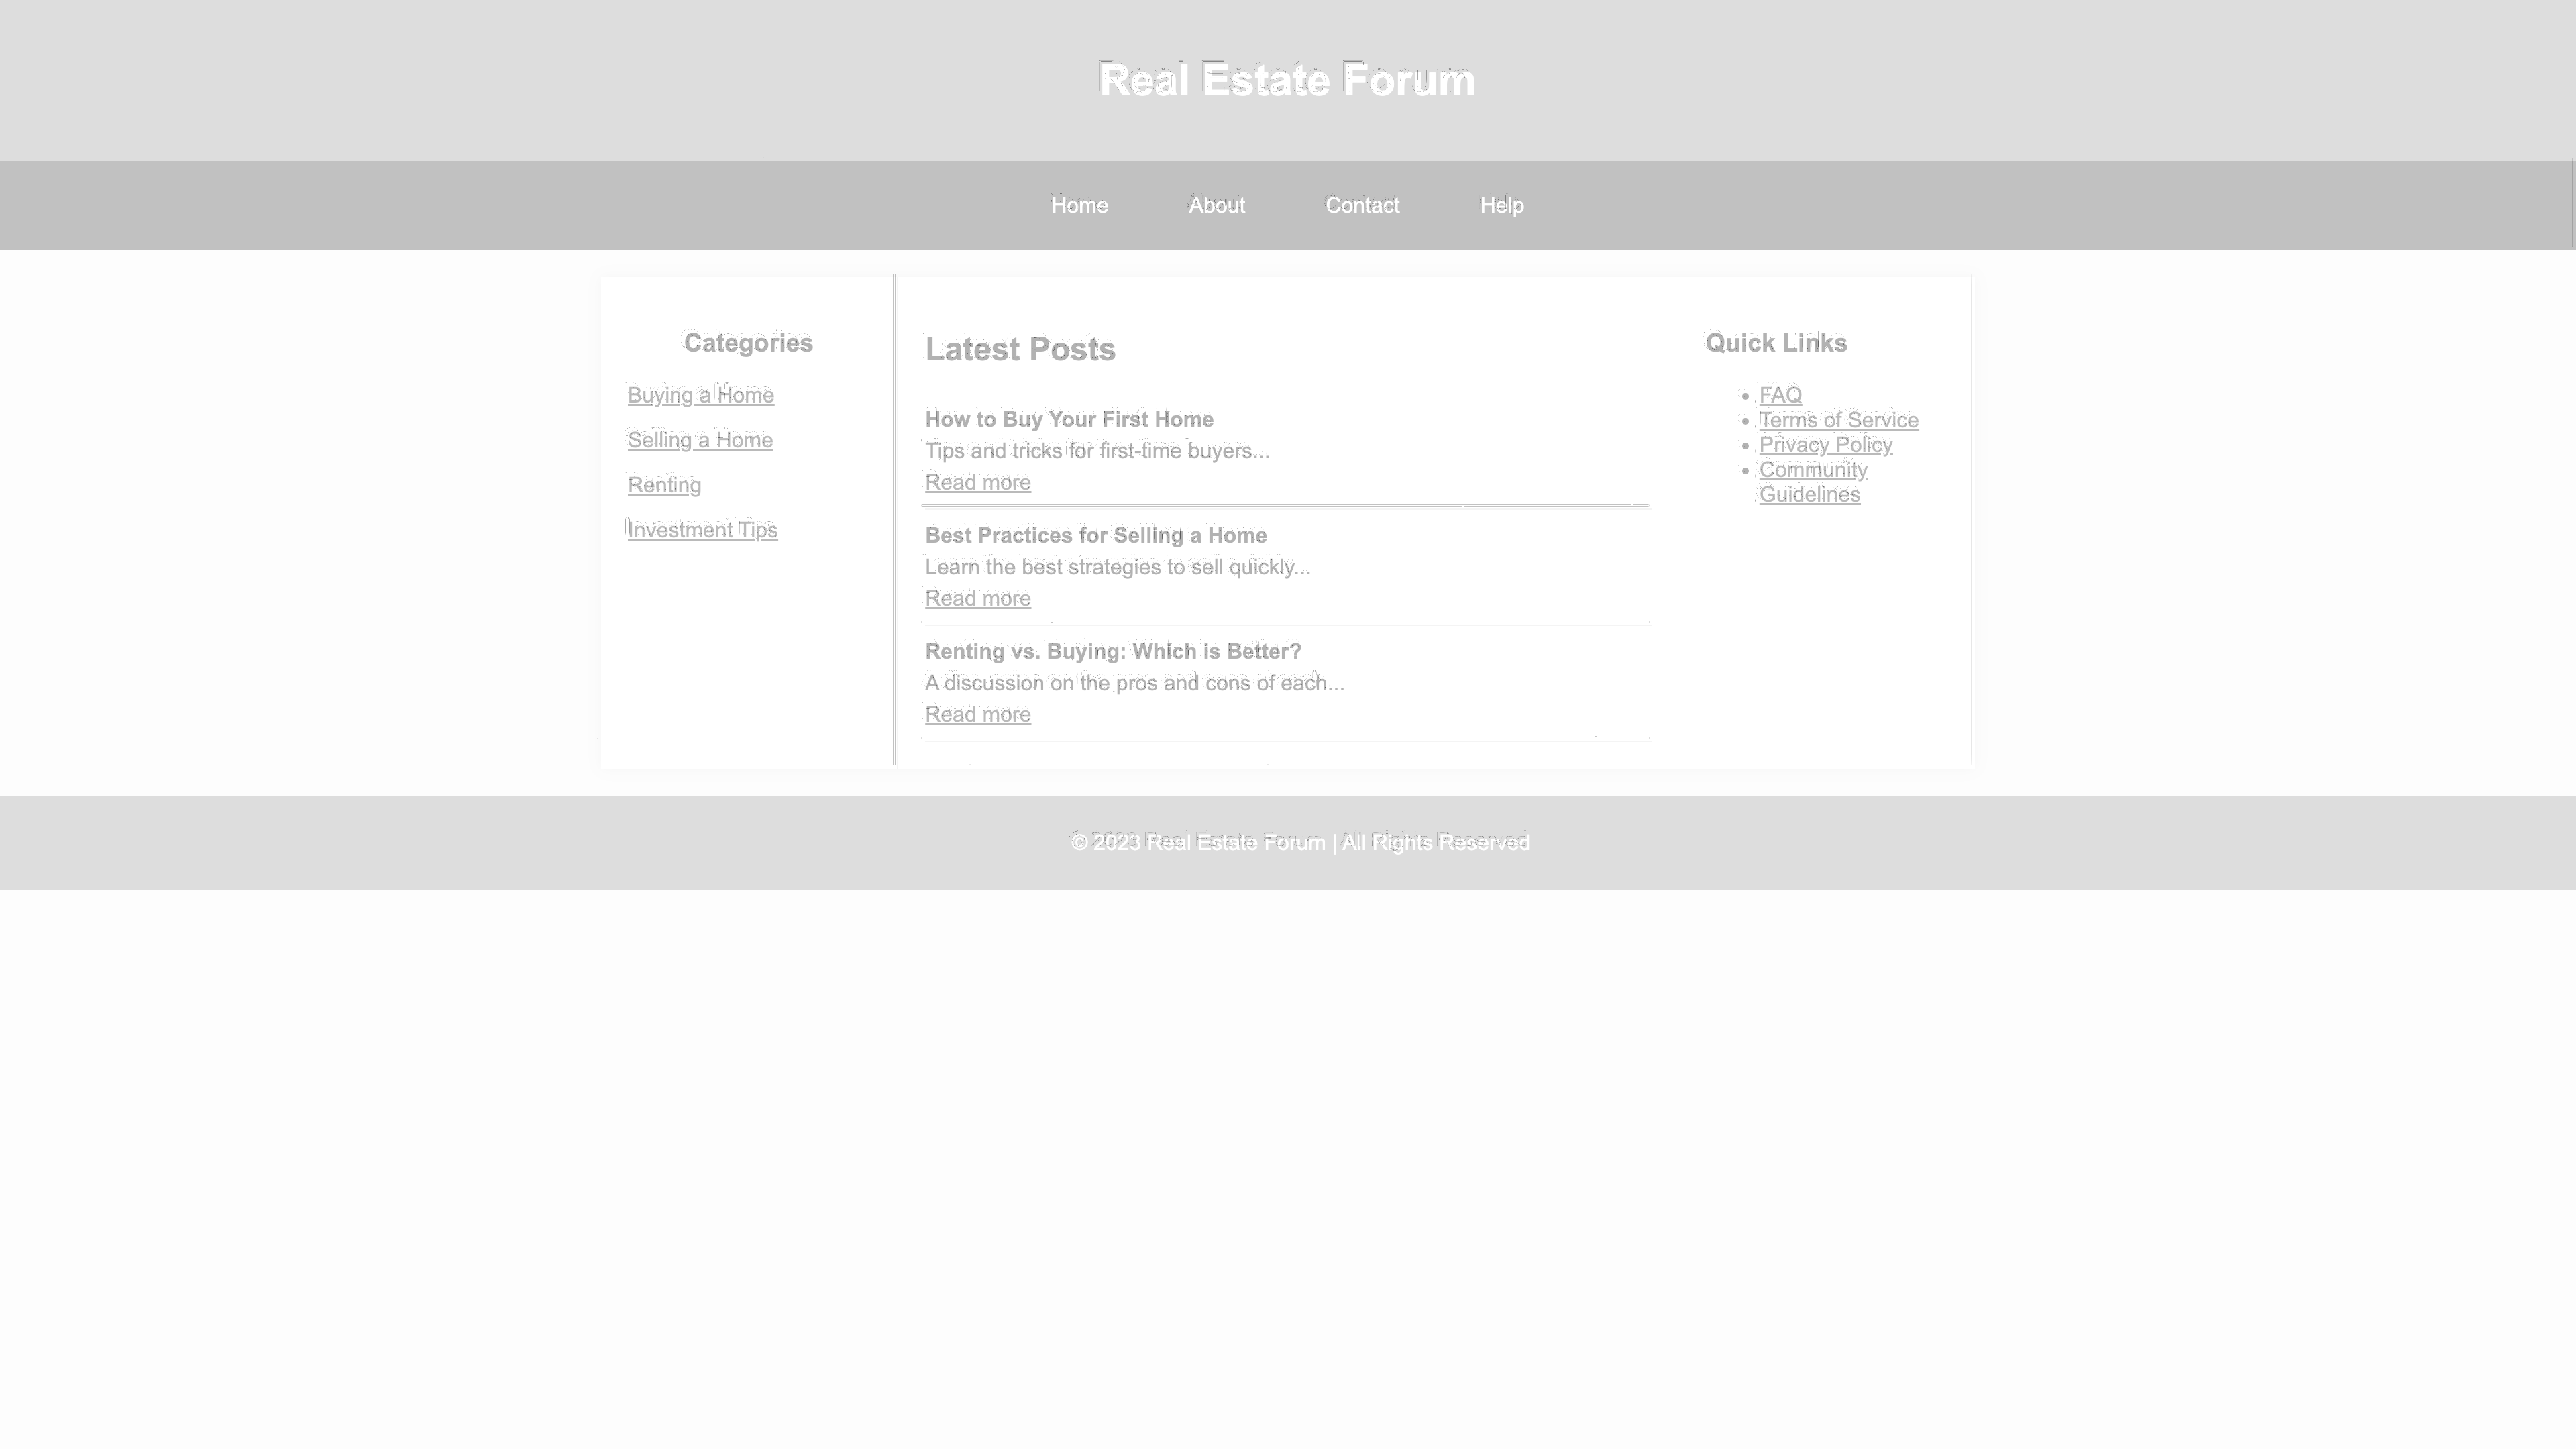 Real Estate Forum
Home About Contact Help
Categories
Buying a Home
Selling a Home
Renting
Investment Tips
Latest Posts
How to Buy Your First Home
Tips and tricks for first-time buyers...
Read more
Best Practices for Selling a Home
Learn the best strategies to sell quickly...
Read more
Renting vs. Buying: Which is Better?
A discussion on the pros and cons of each...
Read more
Quick Links
• FAQ
• Terms of Service
• Privacy Policy
• Community
Guidelines
© 2023 Real Estate Forum | All Rights Reserved